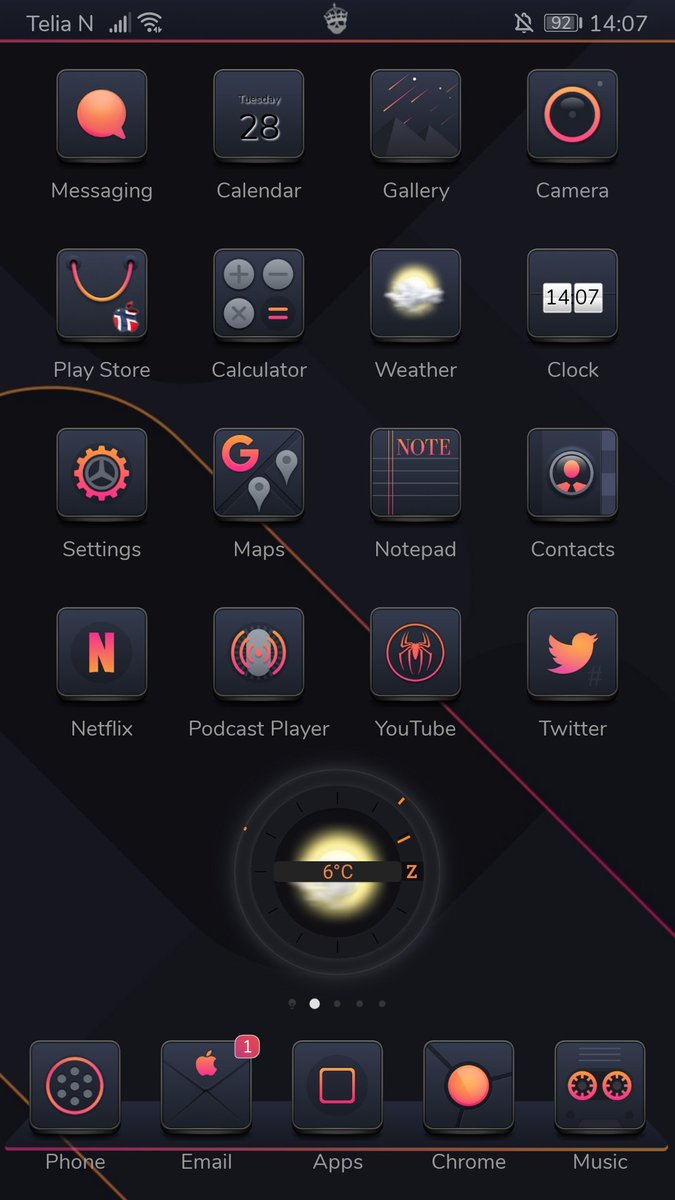 Telia N 92 14:07
Tuesday
28
Messaging Calendar Gallery Camera
14:07
Play Store Calculator Weather Clock
G NOTE
Settings Maps Notepad Contacts
N #
Netflix Podcast Player YouTube Twitter
6°C Z
1
Phone Email Apps Chrome Music